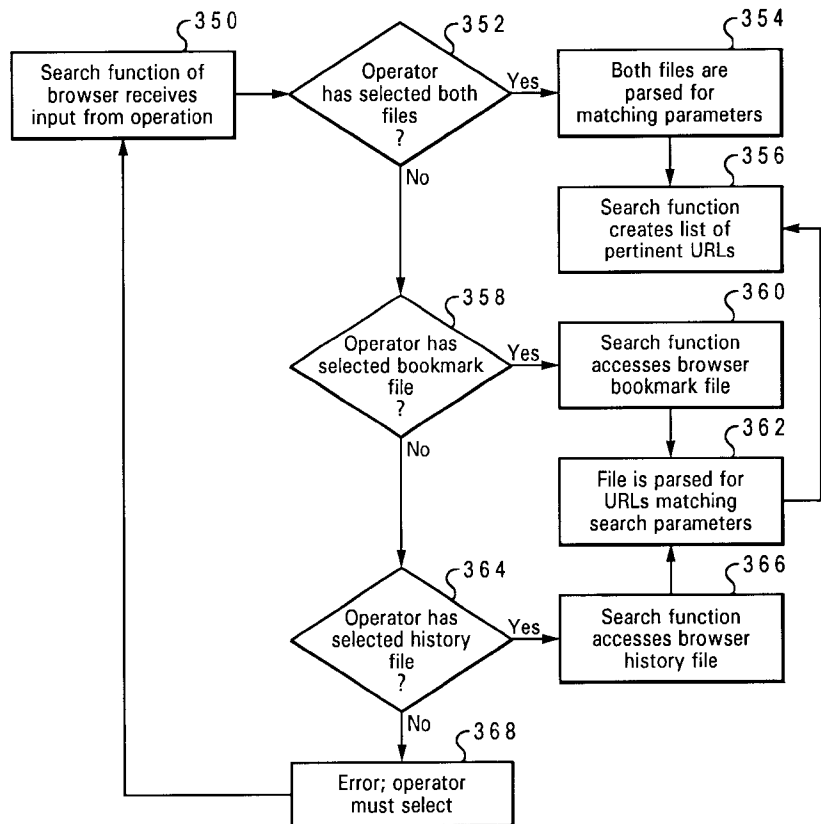 350
Search function of
browser receives
input from operation
352
Operator
has selected both
files
?
Yes
No
354
Both files are
parsed for
matching parameters
356
Search function
creates list of
pertinent URLs
358
Operator has
selected bookmark
file
?
Yes
No
360
Search function
accesses browser
bookmark file
362
File is parsed for
URLs matching
search parameters
364
Operator has
selected history
file
?
Yes
No
366
Search function
accesses browser
history file
368
Error; operator
must select